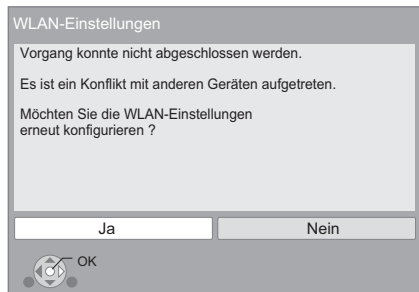 WLAN-Einstellungen
Vorgang konnte nicht abgeschlossen werden.
Es ist ein Konflikt mit anderen Geräten aufgetreten.
Möchten Sie die WLAN-Einstellungen
erneut konfigurieren ?
Ja
Nein
OK